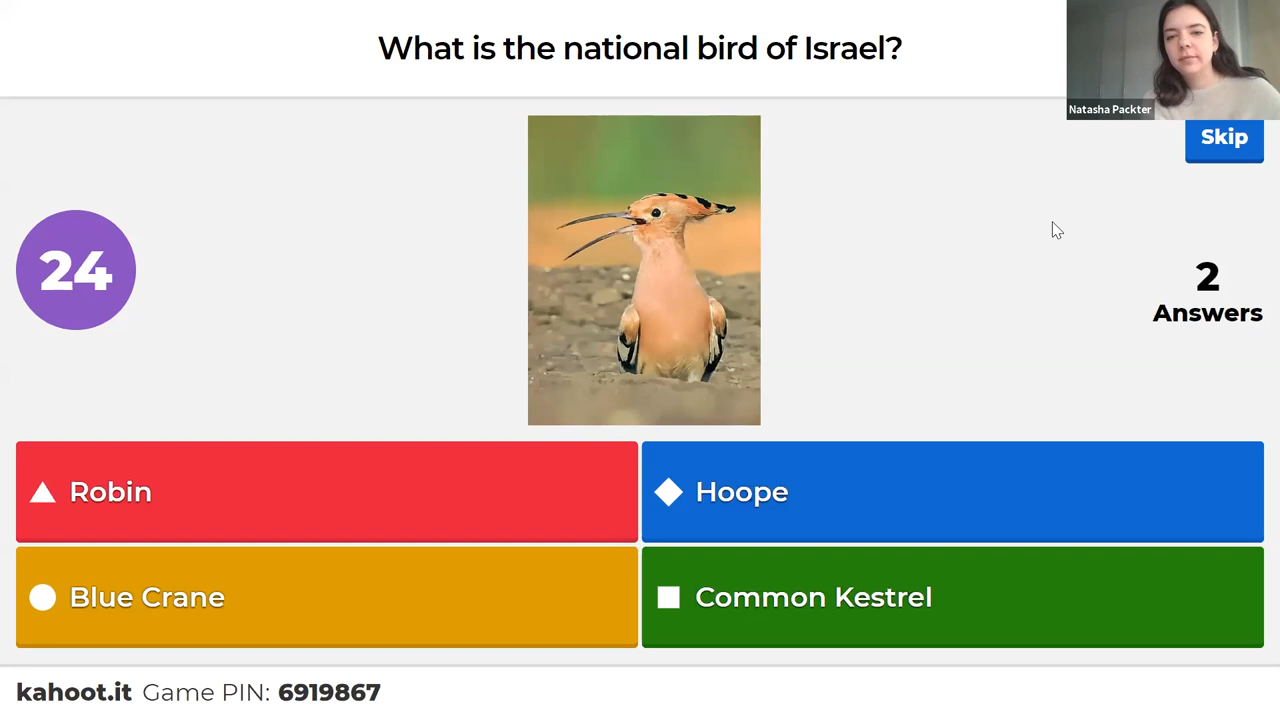 What is the national bird of Israel?
Natasha Packter
Skip
24
2
Answers
Robin
Hoope
Blue Crane
Common Kestrel
kahoot.it Game PIN: 6919867